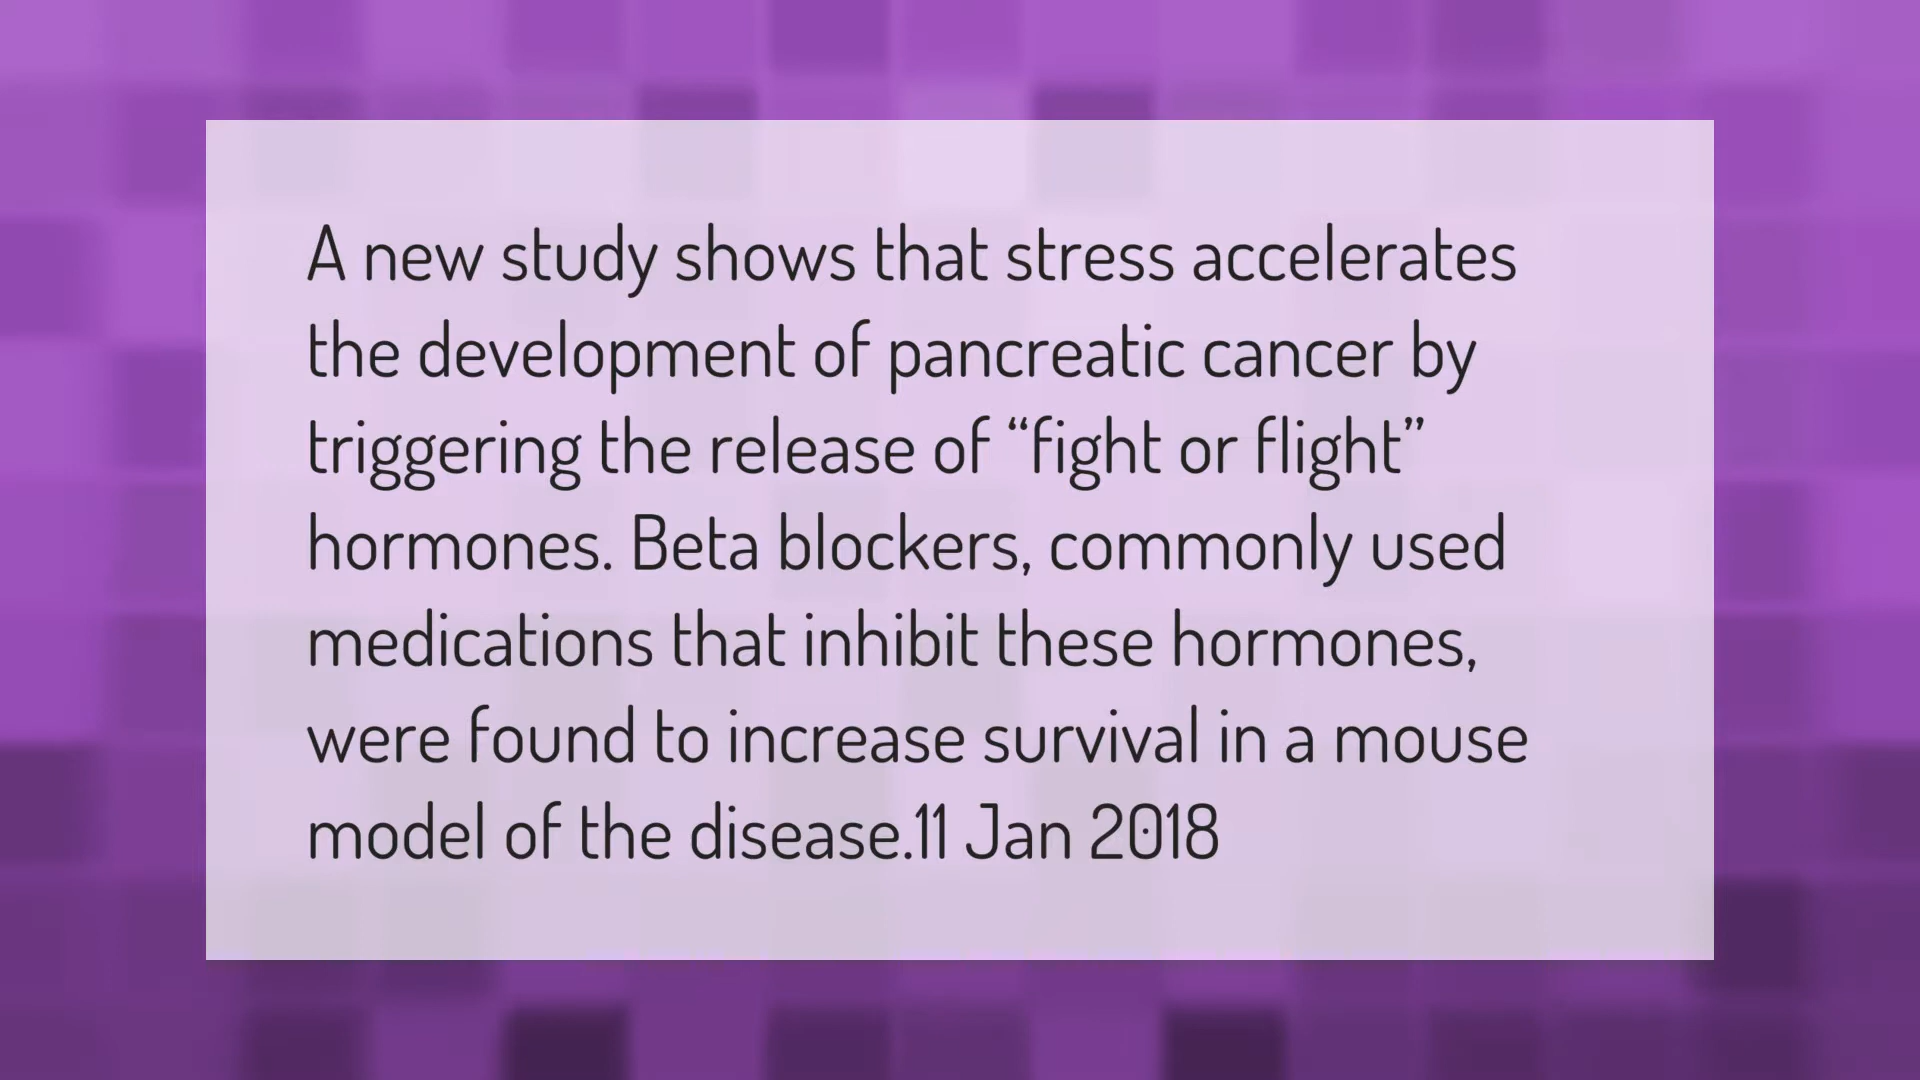 A new study shows that stress accelerates
the development of pancreatic cancer by
triggering the release of “fight or flight”
hormones. Beta blockers, commonly used
medications that inhibit these hormones,
were found to increase survival in a mouse
model of the disease.11 Jan 2018